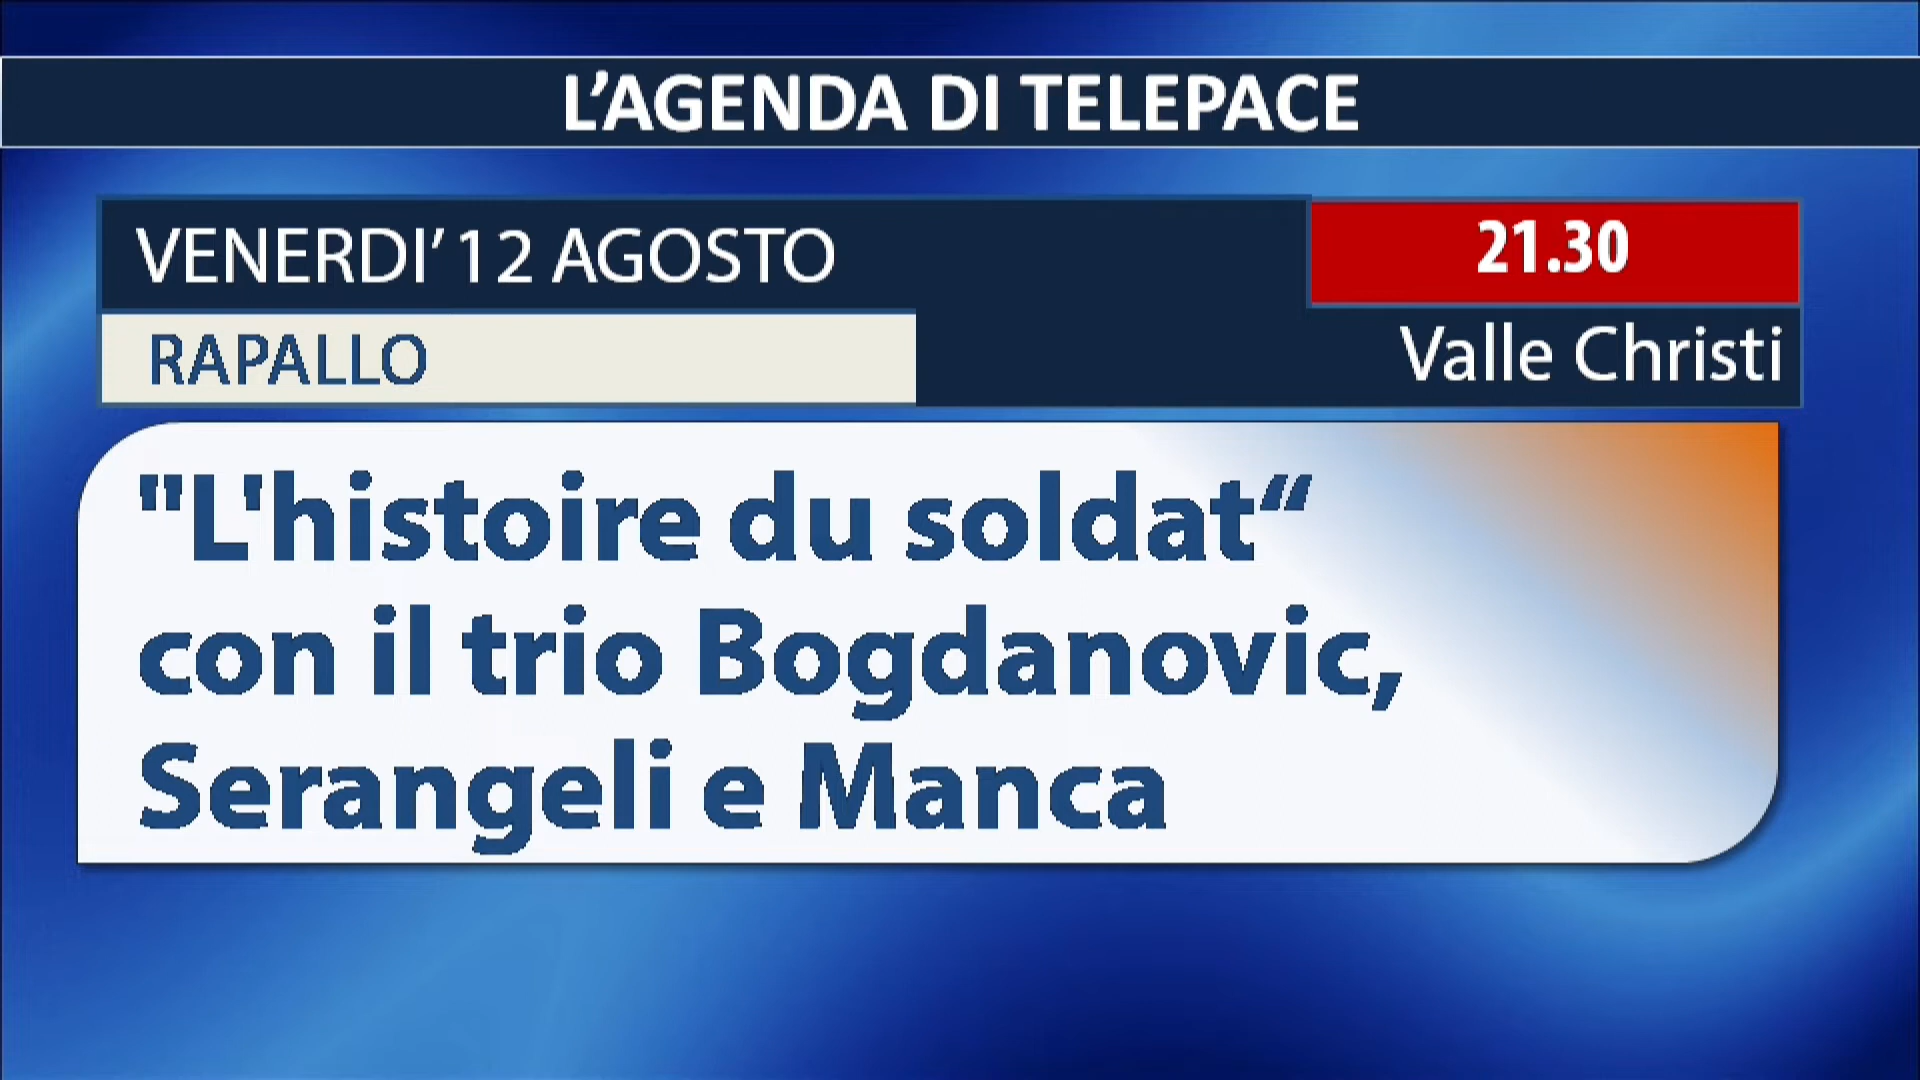 L’AGENDA DI TELEPACE
VENERDI’ 12 AGOSTO
21.30
RAPALLO
Valle Christi
"L'histoire du soldat“
con il trio Bogdanovic,
Serangeli e Manca